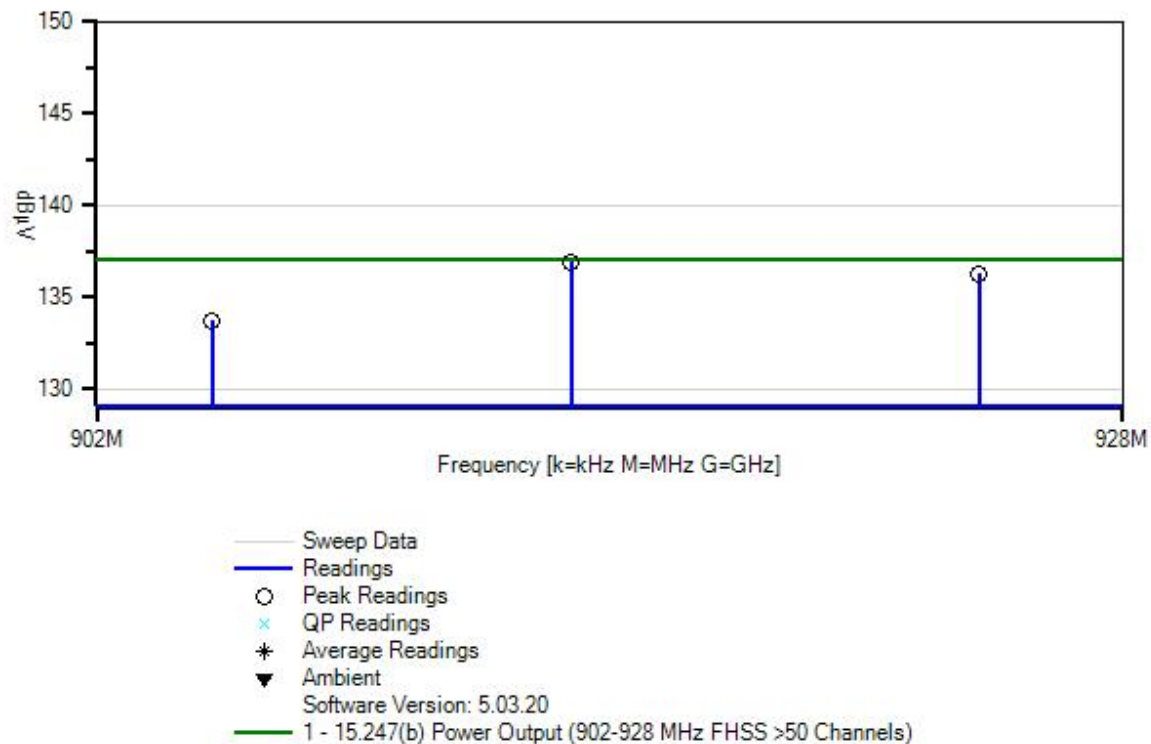 150
145
140
135
130
dBµV
902M
928M
Frequency [k=kHz M=MHz G=GHz]
Sweep Data
Readings
Peak Readings
QP Readings
Average Readings
Ambient
Software Version: 5.03.20
1 - 15.247(b) Power Output (902-928 MHz FHSS >50 Channels)